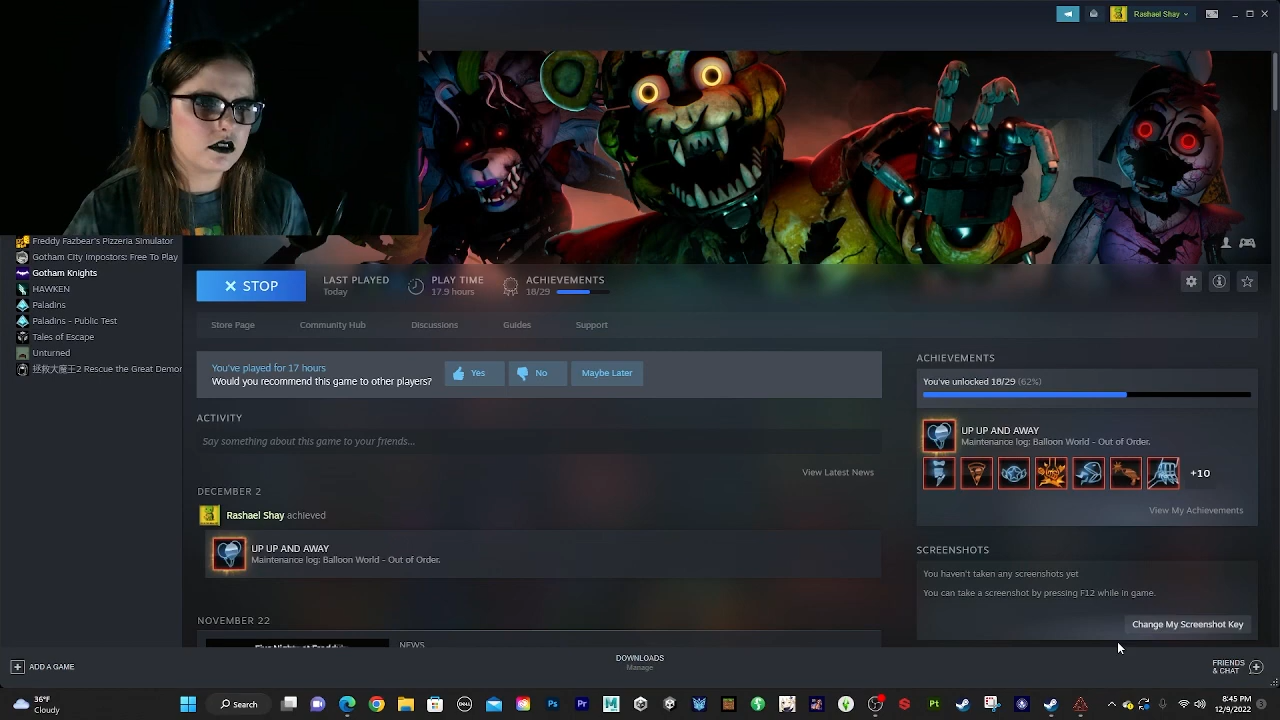 Rashael Shay
Freddy Fazbear's Pizzeria Simulator
Gotham City Impostors: Free To Play
Gotham Knights
HAWKEN
Paladins
Paladins - Public Test
Tales of Escape
Unturned
拯救大魔王2 Rescue the Great Demon
STOP
LAST PLAYED
Today
PLAY TIME
17.9 hours
ACHIEVEMENTS
18/29
Store Page
Community Hub
Discussions
Guides
Support
You've played for 17 hours
Would you recommend this game to other players?
Yes
No
Maybe Later
ACTIVITY
Say something about this game to your friends...
View Latest News
DECEMBER 2
Rashael Shay achieved
UP UP AND AWAY
Maintenance log: Balloon World - Out of Order.
NOVEMBER 22
NEWS
ACHIEVEMENTS
You've unlocked 18/29 (62%)
UP UP AND AWAY
Maintenance log: Balloon World - Out of Order.
+10
View My Achievements
SCREENSHOTS
You haven't taken any screenshots yet
You can take a screenshot by pressing F12 while in game.
Change My Screenshot Key
ADD A GAME
DOWNLOADS
Manage
FRIENDS
& CHAT
36°F
Cloudy
Search
DELL
Ps
Pr
M
Pt
8:45 PM
12/9/2022